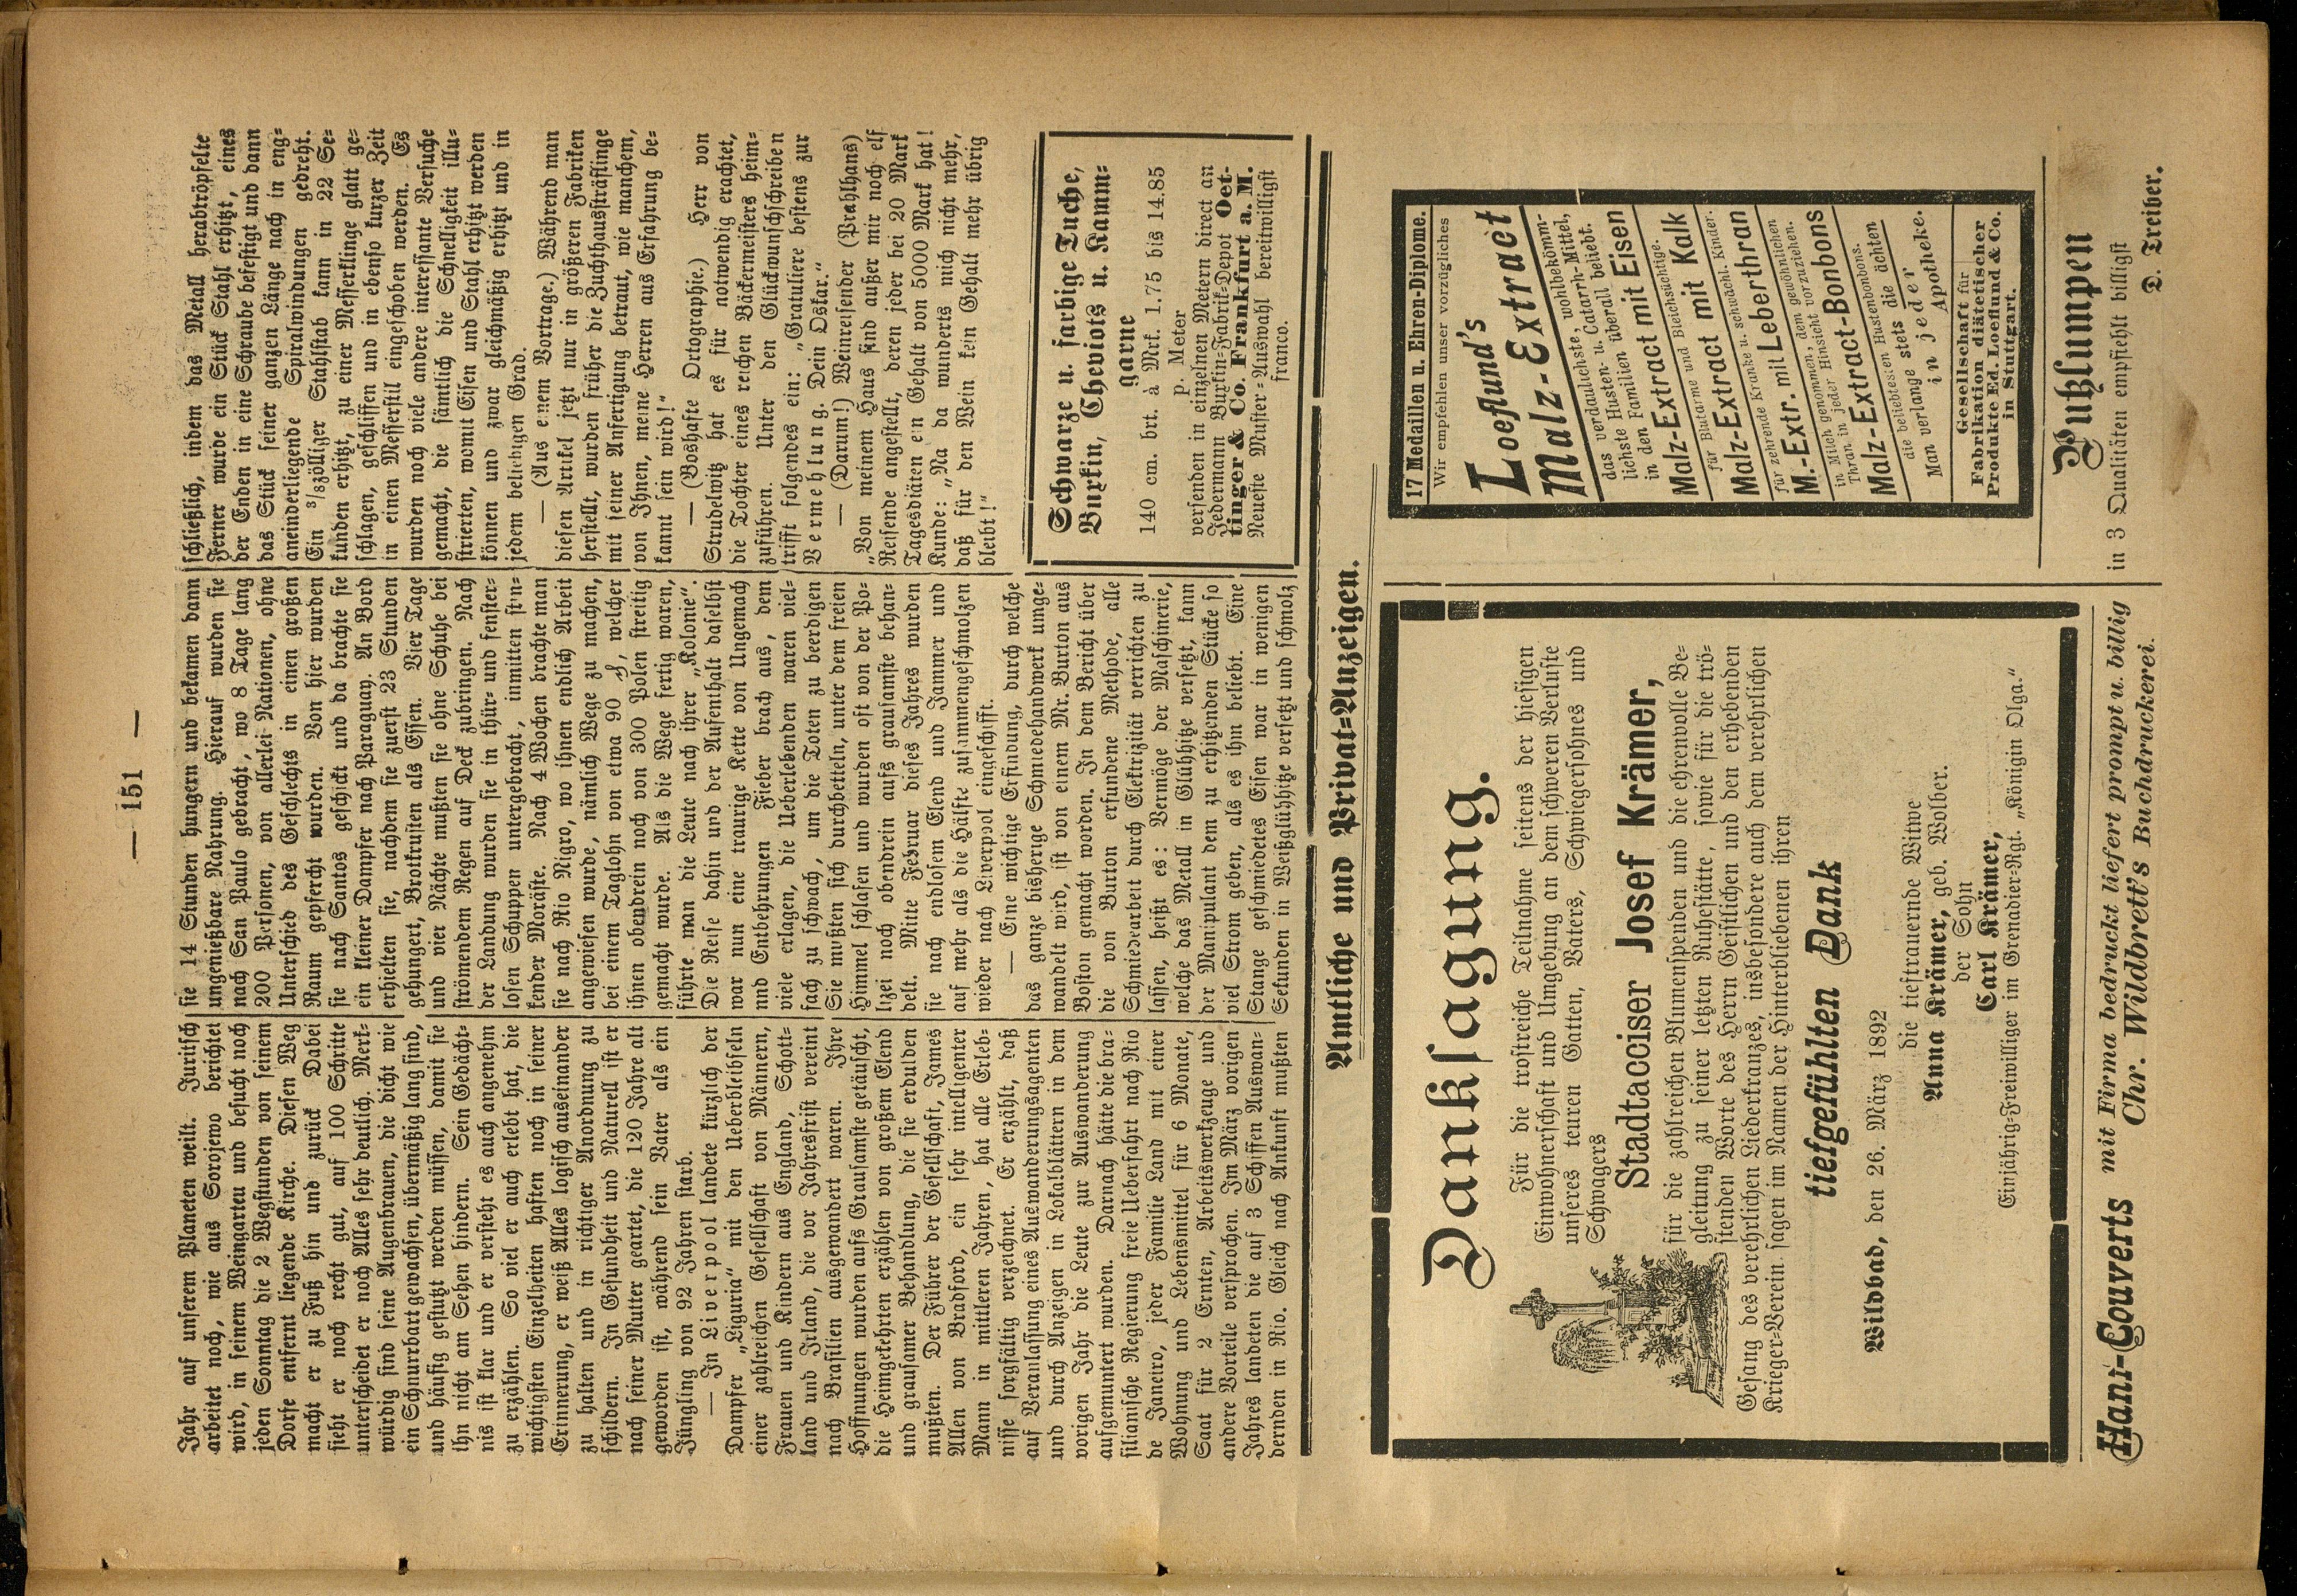 — 151 —
Jahr auf unserem Planeten weilt. Juritsch
arbeitet noch, wie aus Sorojewo berichtet
wird, in seinem Weingarten und besucht noch
jeden Sonntag die 2 Wegstunden von seinem
Dorfe entfernt liegende Kirche. Diesen Weg
macht er zu Fuß hin und zurück Dabei
sieht er noch recht gut, auf 100 Schritte
unterscheidet er noch Alles sehr deutlich. Merk-
würdig sind seine Augenbrauen, die dicht wie
ein Schnurrbart gewachsen, übermäßig lang sind,
und häufig gestutzt werden müssen, damit sie
ihn nicht am Sehen hindern. Sein Gedächt-
nis ist klar und er versteht es auch angenehm
zu erzählen. So viel er auch erlebt hat, die
wichtigsten Einzelheiten haften noch in seiner
Erinnerung, er weiß Alles logisch auseinander
zu halten und in richtiger Anordnung zu
schildern. In Gesundheit und Naturell ist er
nach seiner Mutter geartet, die 120 Jahre alt
geworden ist, während sein Vater als ein
Jüngling von 92 Jahren starb.
— In Liverpool landete kürzlich der
Dampfer „Liguria“ mit den Ueberbleibseln
einer zahlreichen Gesellschaft von Männern,
Frauen und Kindern aus England, Schott-
land und Irland, die vor Jahresfrist vereint
nach Brasilien ausgewandert waren. Ihre
Hoffnungen wurden aufs Grausamste getäuscht,
die Heimgekehrten erzählen von großem Elend
und grausamer Behandlung, die sie erdulden
mußten. Der Führer der Gesellschaft, James
Allen von Bradford, ein sehr intelligenter
Mann in mittleren Jahren, hat alle Erleb-
nisse sorgfältig verzeichnet. Er erzählt, daß
auf Veranlassung eines Auswanderungsagenten
und durch Anzeigen in Lokalblättern in dem
vorigen Jahr die Leute zur Auswanderung
aufgemuntert wurden. Darnach hätte die bra-
silianische Regierung freie Ueberfahrt nach Rio
de Janeiro, jeder Familie Land mit einer
Wohnung und Lebensmittel für 6 Monate,
Saat für 2 Ernten, Arbeitswerkzeuge und
andere Vorteile versprochen. Im März vorigen
Jahres landeten die auf 3 Schiffen Auswan-
dernden in Rio. Gleich nach Ankunft mußten
sie 14 Stunden hungern und bekamen dann
ungenießbare Nahrung. Hierauf wurden sie
nach San Paulo gebracht, wo 8 Tage lang
200 Personen, von allerlei Nationen, ohne
Unterschied des Geschlechts in einen großen
Raum gepfercht wurden. Von hier wurden
sie nach Santos geschickt und da brachte sie
ein kleiner Dampfer nach Paraguay. An Bord
erhielten sie, nachdem sie zuerst 23 Stunden
gehungert, Brotkrusten als Essen. Vier Tage
und vier Nächte mußten sie ohne Schuhe bei
strömendem Regen auf Deck zubringen. Nach
der Landung wurden sie in thür- und fenster-
losen Schuppen untergebracht, inmitten stin-
kender Moräste. Nach 4 Wochen brachte man
sie nach Rio Nigro, wo ihnen endlich Arbeit
angewiesen wurde, nämlich Wege zu machen,
bei einem Taglohn von etwa 90 ₰, welcher
ihnen obendrein noch von 300 Polen streitig
gemacht wurde. Als die Wege fertig waren,
führte man die Leute nach ihrer „Kolonie“.
Die Reise dahin und der Aufenthalt daselbst
war nun eine traurige Kette von Ungemach
und Entbehrungen Fieber brach aus, dem
viele erlagen, die Ueberlebenden waren viel-
fach zu schwach, um die Toten zu beerdigen
Sie mußten sich durchbetteln, unter dem freien
Himmel schlafen und wurden oft von der Po-
lizei noch obendrein aufs grausamste behan-
delt. Mitte Februar dieses Jahres wurden
sie nach endlosem Elend und Jammer und
auf mehr als die Hälfte zusammengeschmolzen
wieder nach Liverpool eingeschifft.
— Eine wichtige Erfindung, durch welche
das ganze bisherige Schmiedehandwerk umge-
wandelt wird, ist von einem Mr. Burton aus
Boston gemacht worden. In dem Bericht über
die von Burton erfundene Methode, alle
Schmiedearbeit durch Elektrizität verrichten zu
lassen, heißt es: Vermöge der Maschinerie,
welche das Metall in Glühhitze versetzt, kann
der Manipulant dem zu erhitzenden Stücke so
viel Strom geben, als es ihm beliebt. Eine
Stange geschmiedetes Eisen war in wenigen
Sekunden in Weißglühhitze versetzt und schmolz
schließlich, indem das Metall herabtröpfelte
Ferner wurde ein Stück Stahl erhitzt, eines
der Enden in eine Schraube befestigt und dann
das Stück seiner ganzen Länge nach in eng-
aneinderliegende Spiralwindungen gedreht.
Ein 3/8zölliger Stahlstab kann in 22 Se-
kunden erhitzt, zu einer Messerklinge glatt ge-
schlagen, geschliffen und in ebenso kurzer Zeit
in einen Messerstil eingeschoben werden. Es
wurden noch viele andere interessante Versuche
gemacht, die sämtlich die Schnelligkeit illu-
strierten, womit Eisen und Stahl erhitzt werden
können und zwar gleichmäßig erhitzt und in
jedem beliebigen Grad.
— (Aus einem Vortrage.) Während man
diesen Artikel jetzt nur in größeren Fabriken
herstellt, wurden früher die Zuchthaussträflinge
mit seiner Anfertigung betraut, wie manchem,
von Ihnen, meine Herren aus Erfahrung be-
kannt sein wird!“
— (Boshafte Ortographie.) Herr von
Strudelwitz hat es für notwendig erachtet,
die Tochter eines reichen Bäckermeisters heim-
zuführen. Unter den Glückwunschschreiben
trifft folgendes ein: „Gratuliere bestens zur
Vermehlung. Dein Oskar.“
— (Darum!) Weinreisender (Prahlhans)
„Von meinem Haus sind außer mir noch elf
Reisende angestellt, deren jeder bei 20 Mark
Tagesdiäten ein Gehalt von 5000 Mark hat!
Kunde: „Na da wunderts mich nicht mehr,
daß für den Wein kein Gehalt mehr übrig
bleibt!“
Schwarze u. farbige Tuche,
Buxkin, Cheviots u. Kamm-
garne
140 cm. brt. à Mrk. 1.75 bis 14.85
p. Meter
versenden in einzelnen Metern direct an
Jedermann Buxkin-Fabrik-Depot Oet-
tinger & Co. Frankfurt a. M.
Neueste Muster-Auswahl bereitwilligst
franco.
Amtliche und Privat-Anzeigen.
Danksagung.
Für die trostreiche Teilnahme seitens der hiesigen
Einwohnerschaft und Umgebung an dem schweren Verluste
unseres teuren Gatten, Vaters, Schwiegersohnes und
Schwagers
Stadtacciser Josef Krämer,
für die zahlreichen Blumenspenden und die ehrenvolle Be-
gleitung zu seiner letzten Ruhestätte, sowie für die trö-
stenden Worte des Herrn Geistlichen und den erhebenden
Gesang des verehrlichen Liederkranzes, insbesondere auch dem verehrlichen
Krieger-Verein sagen im Namen der Hinterbliebenen ihren
tiefgefühlten Dank
Wildbad, den 26. März 1892
die tieftrauernde Witwe
Anna Krämer, geb. Wolber.
der Sohn
Carl Krämer,
Einjährig-Freiwilliger im Grenadier-Rgt. „Königin Olga.“
Hanf-Couverts mit Firma bedruckt liefert prompt u. billig
Chr. Wildbrett's Buchdruckerei.
17 Medaillen u. Ehren-Diplome.
Wir empfehlen unser vorzügliches
Loeflund's
Malz-Extract
das verdaulichste, wohlbekömm-
lichste Husten- u. Catarrh-Mittel,
in den Familien überall beliebt.
Malz-Extract mit Eisen
für Blutarme und Bleichsüchtige.
Malz-Extract mit Kalk
für zehrende Kranke u. schwächl. Kinder.
M.-Extr. mit Leberthran
in Milch genommen, dem gewöhnlichen
Thran in jeder Hinsicht vorzuziehen.
Malz-Extract-Bonbons
die beliebtesten Hustenbonbons.
Man verlange stets die ächten
in jeder Apotheke.
Gesellschaft für
Fabrikation diätetischer
Produkte Ed. Loeflund & Co.
in Stuttgart.
Putzlumpen
in 3 Qualitäten empfiehlt billigst
D. Treiber.